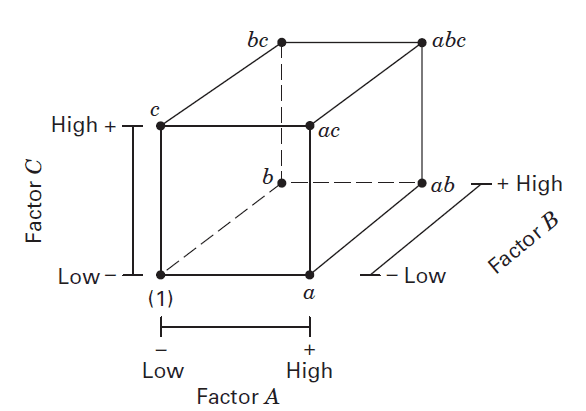 bc
abc
c
High +
ac
Factor C
b
ab
+ High
Factor B
Low -
- Low
(1)
a
- +
Low High
Factor A